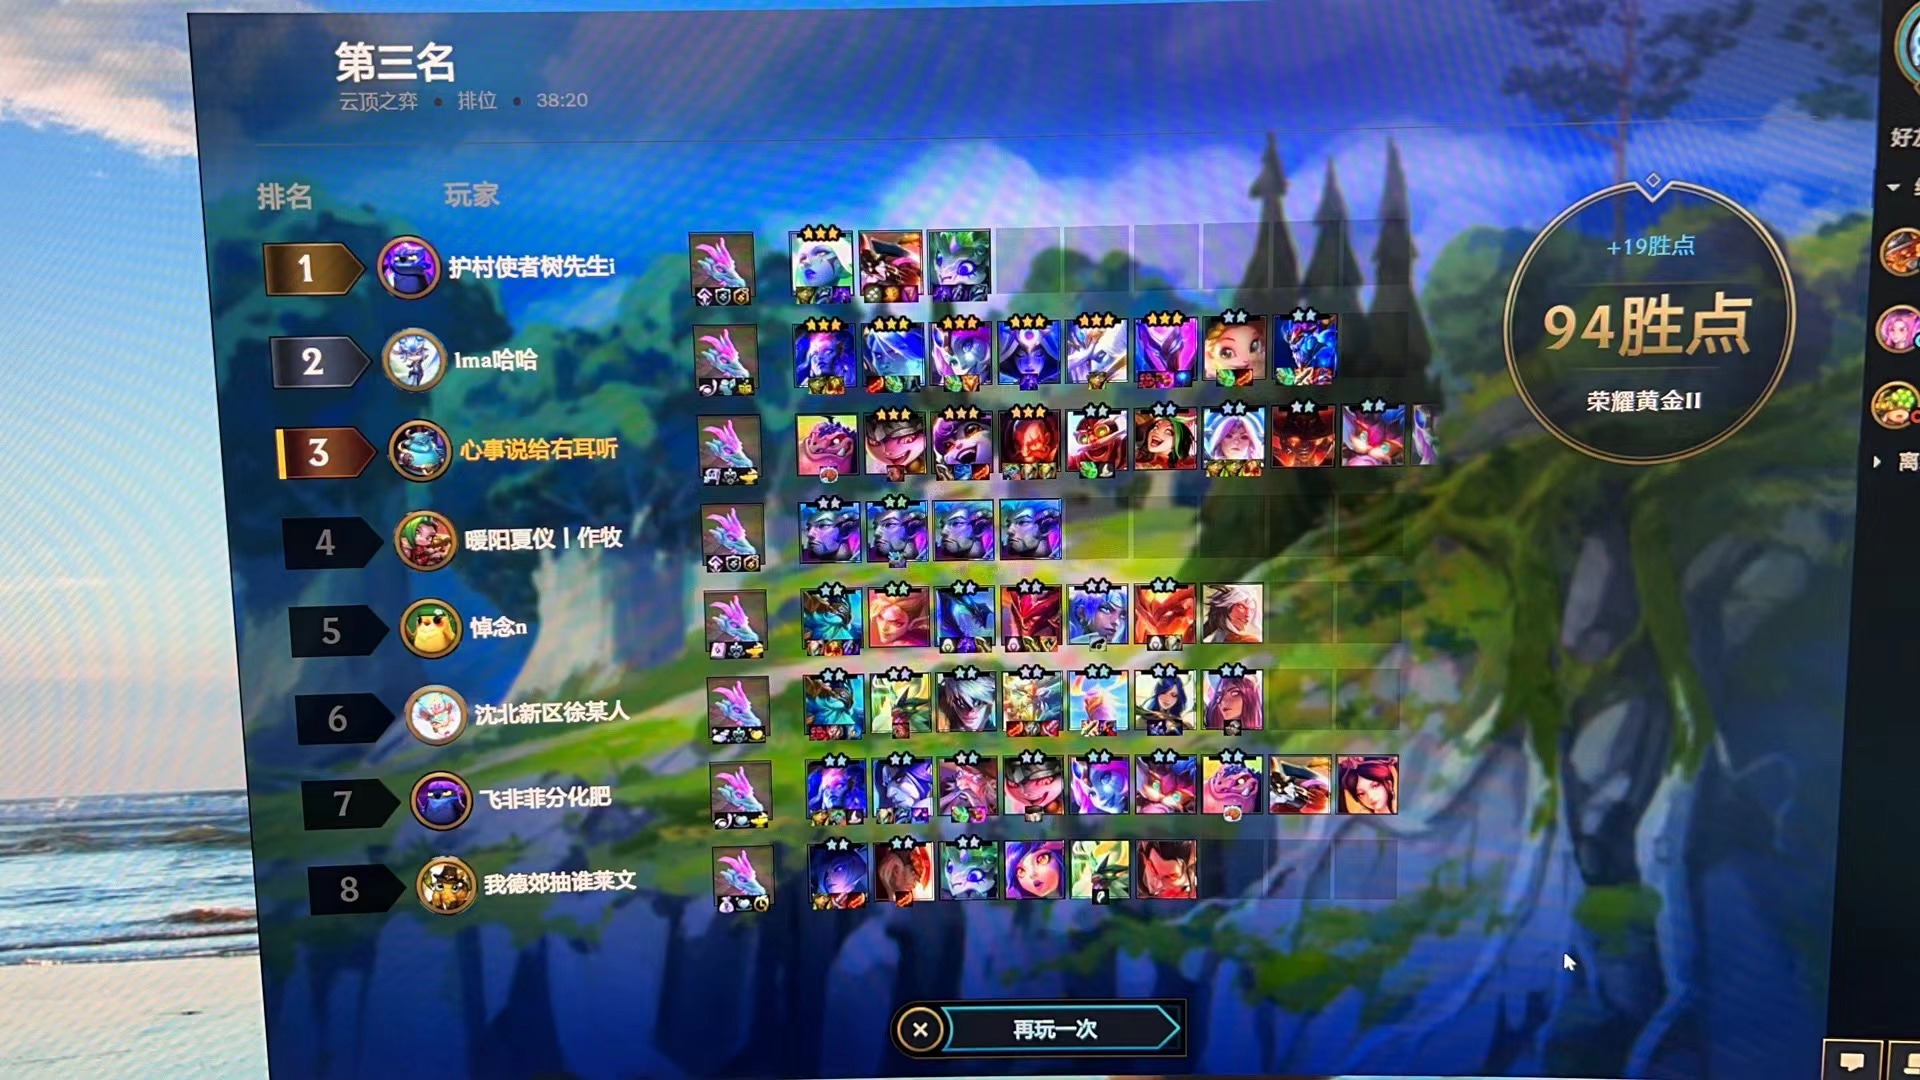 第三名
云顶之弈 • 排位 • 38:20
排名 玩家
1 护村使者树先生i
2 lma哈哈
3 心事说给右耳听
4 暖阳夏仪丨作牧
5 悼念n
6 沈北新区徐某人
7 飞非菲分化肥
8 我德郊抽谁莱文
+19胜点
94胜点
荣耀黄金II
再玩一次
好友
离